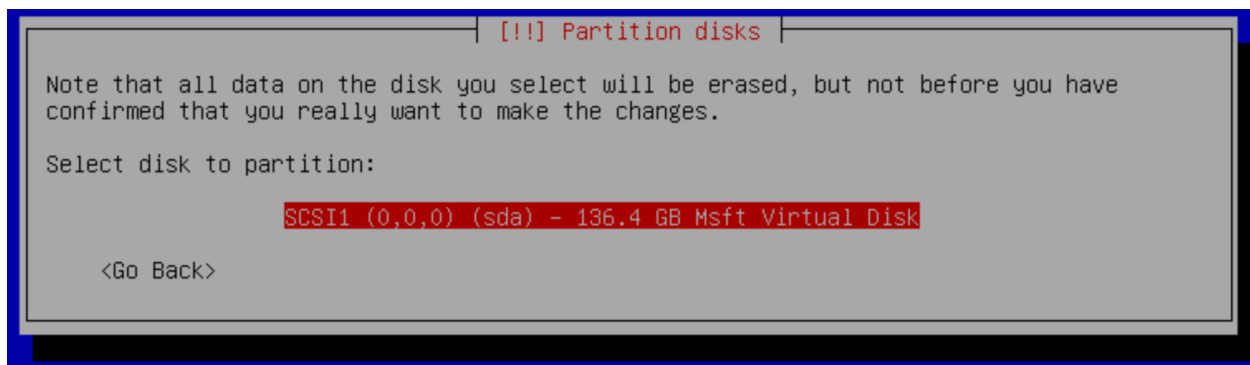 [!!] Partition disks
Note that all data on the disk you select will be erased, but not before you have
confirmed that you really want to make the changes.
Select disk to partition:
SCSI1 (0,0,0) (sda) - 136.4 GB Msft Virtual Disk
<Go Back>